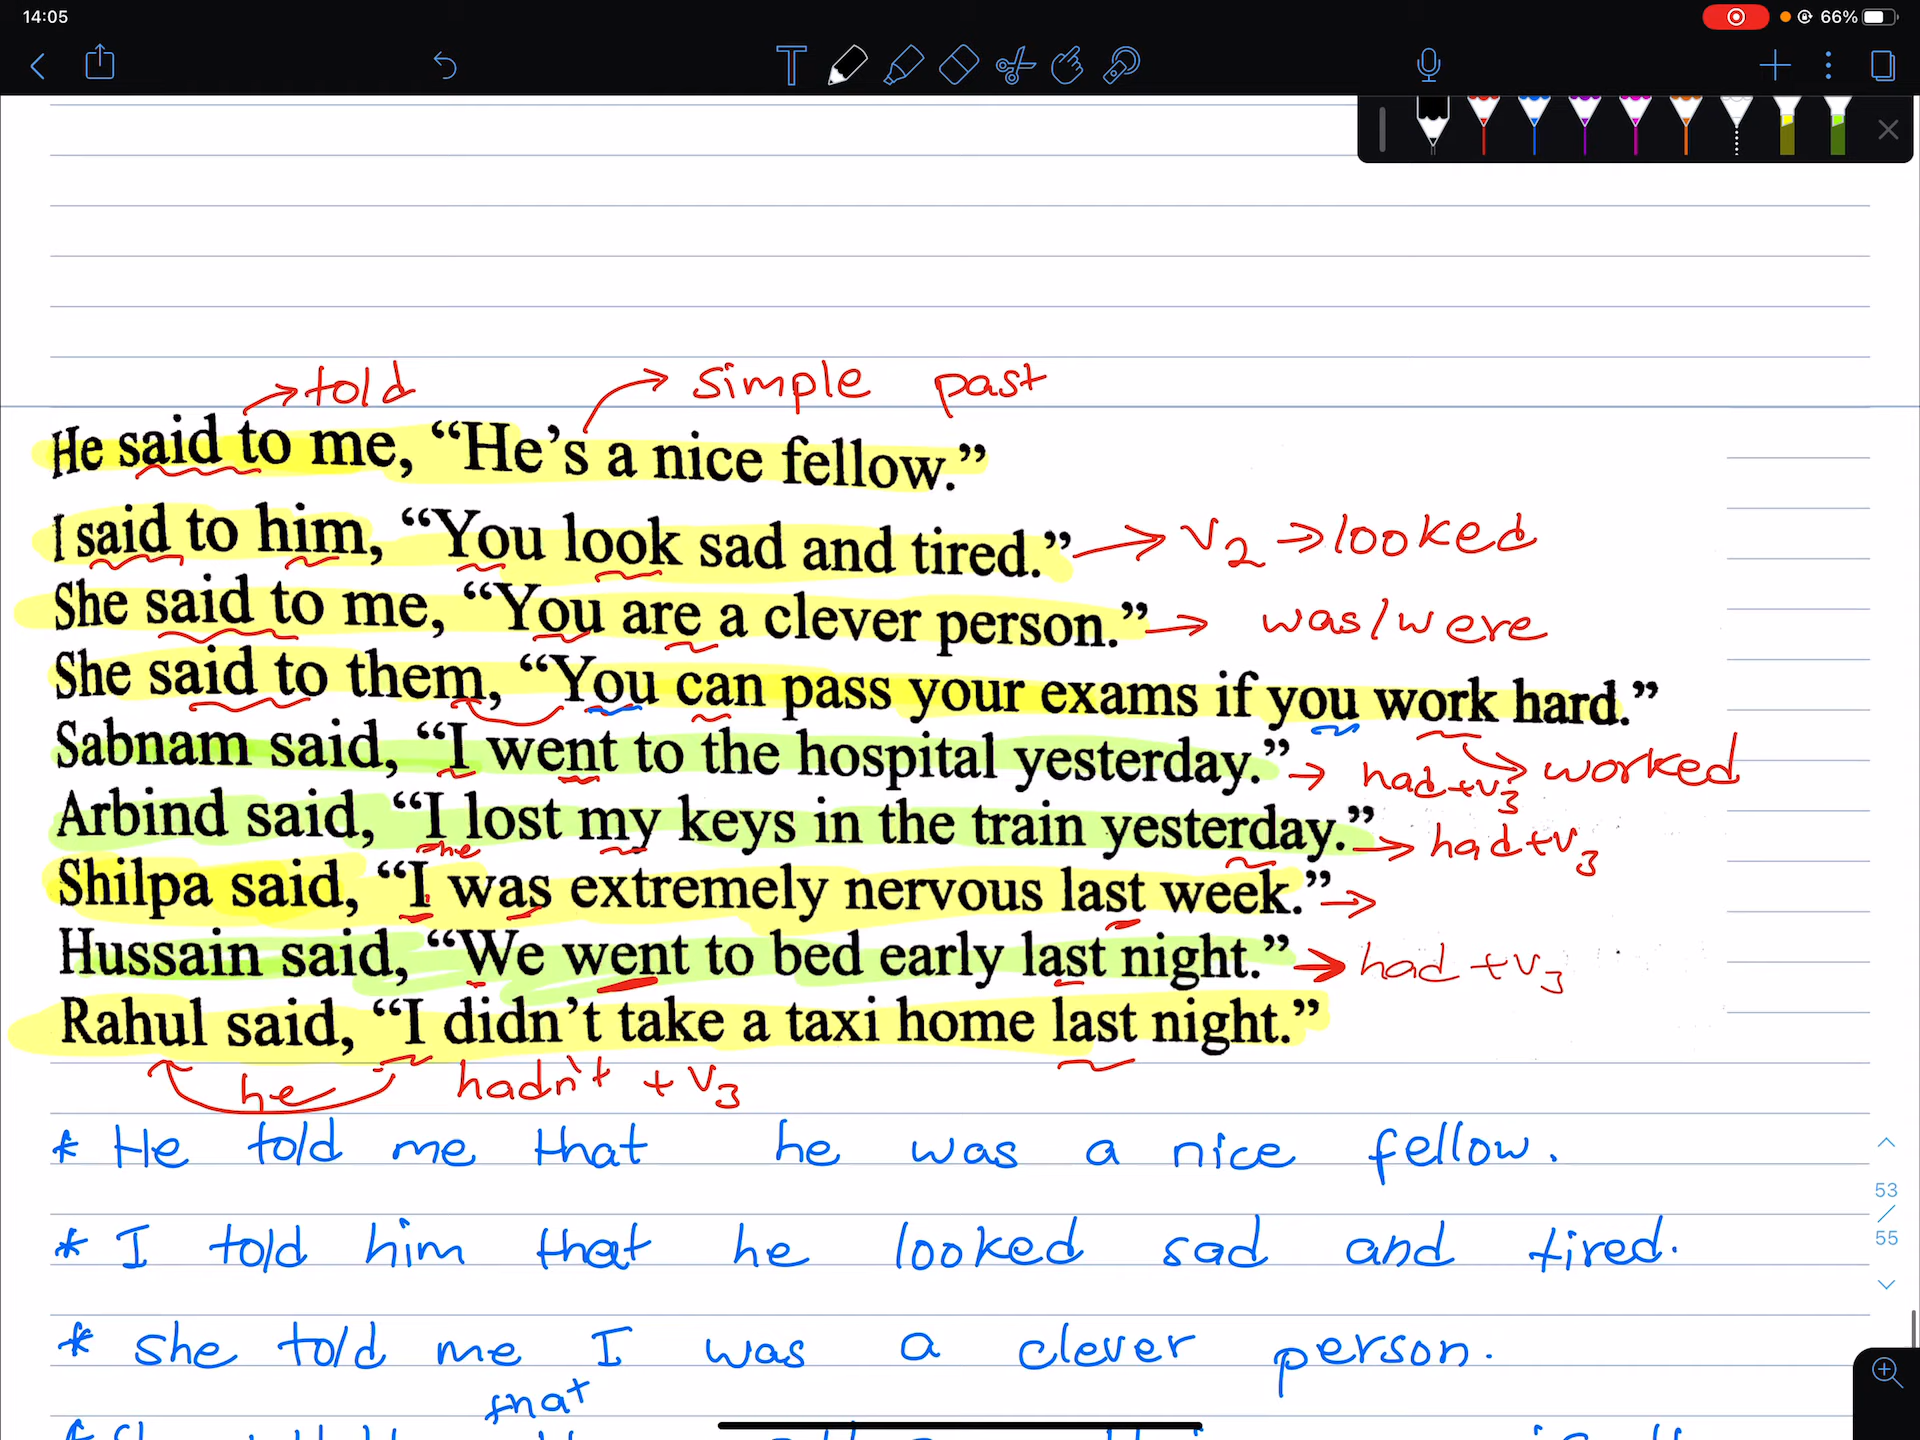 14:05
66%
→ told → simple past
He said to me, “He’s a nice fellow.”
I said to him, “You look sad and tired.” → V2 → looked
She said to me, “You are a clever person.” → was/were
She said to them, “You can pass your exams if you work hard.”
→ worked
Sabnam said, “I went to the hospital yesterday.” → had+V3
Arbind said, “I lost my keys in the train yesterday.” → had+V3
she
Shilpa said, “I was extremely nervous last week.” →
Hussain said, “We went to bed early last night.” → had +V3
Rahul said, “I didn’t take a taxi home last night.”
he hadn't + V3
* He told me that he was a nice fellow.
* I told him that he looked sad and tired.
* she told me I was a clever person.
that
53
/
55